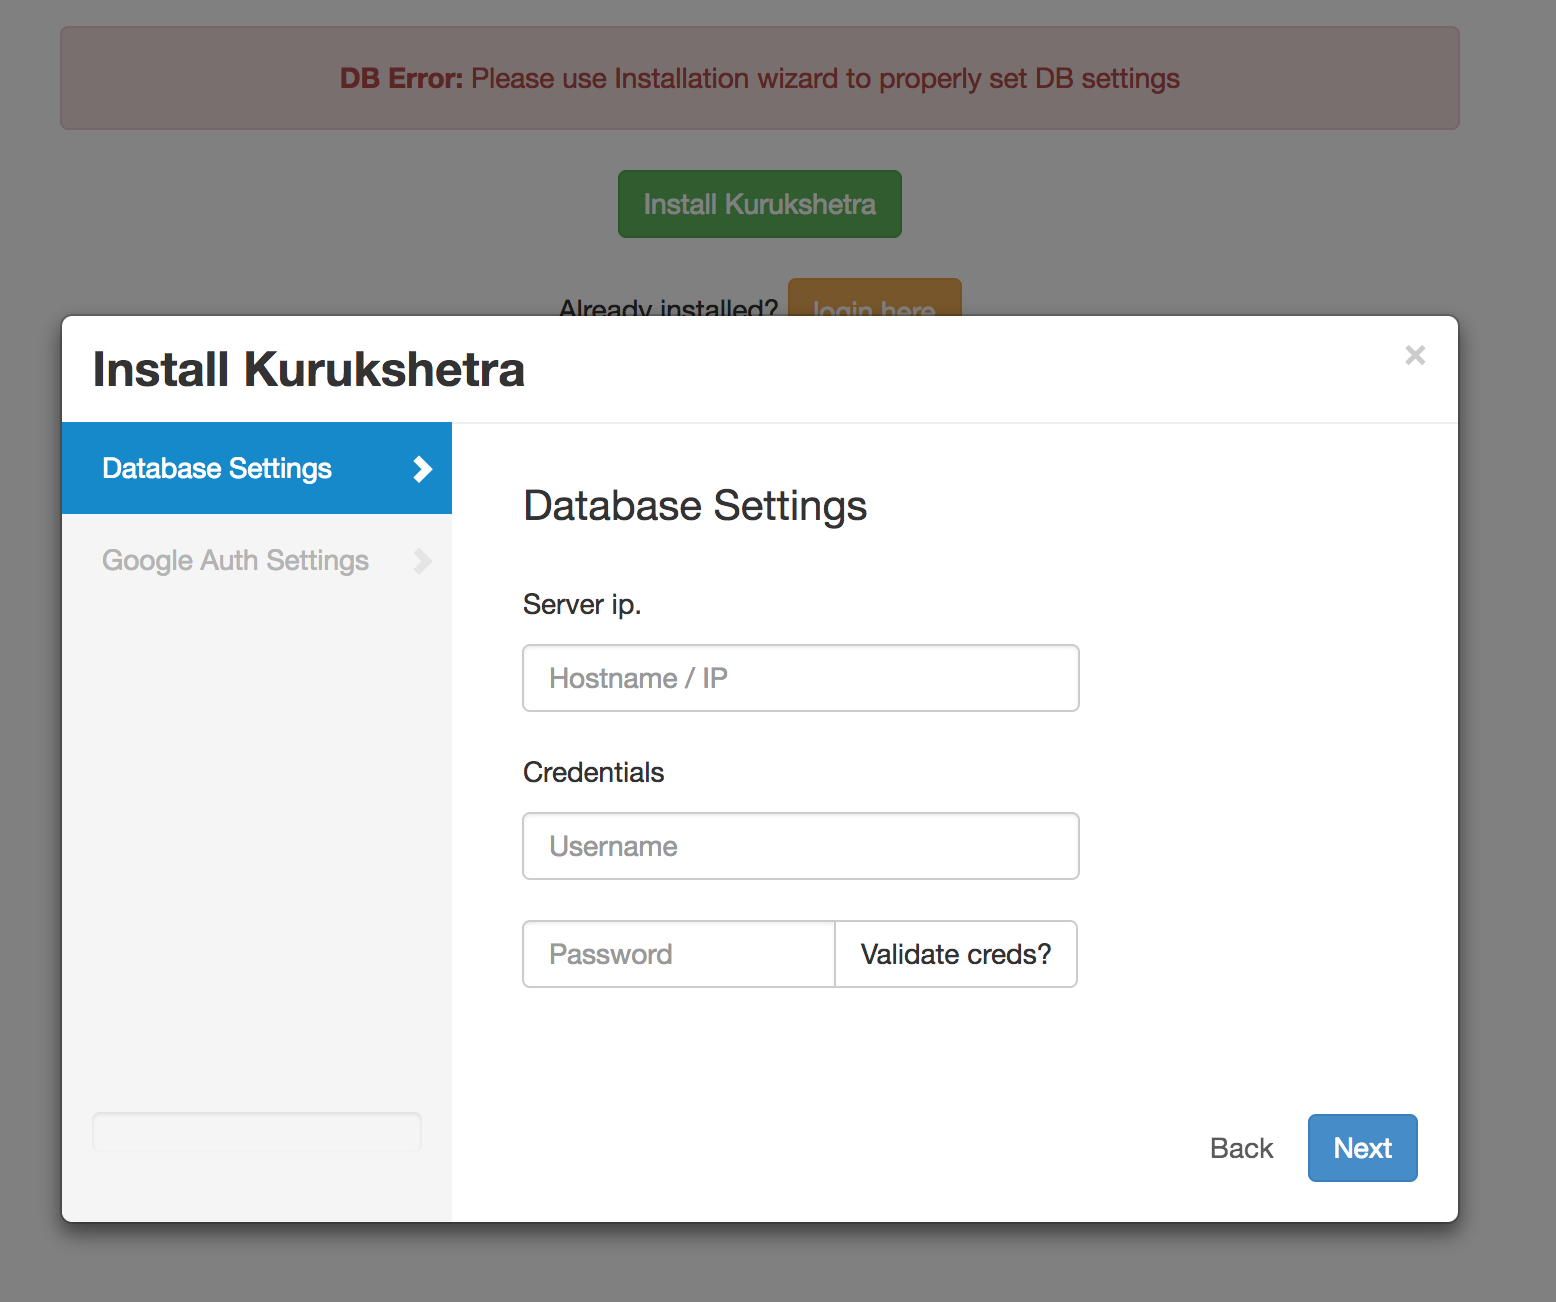 DB Error: Please use Installation wizard to properly set DB settings
Install Kurukshetra
Already installed? login here
Install Kurukshetra ×
Database Settings
Google Auth Settings
Database Settings
Server ip.
Hostname / IP
Credentials
Username
Password Validate creds?
Back Next